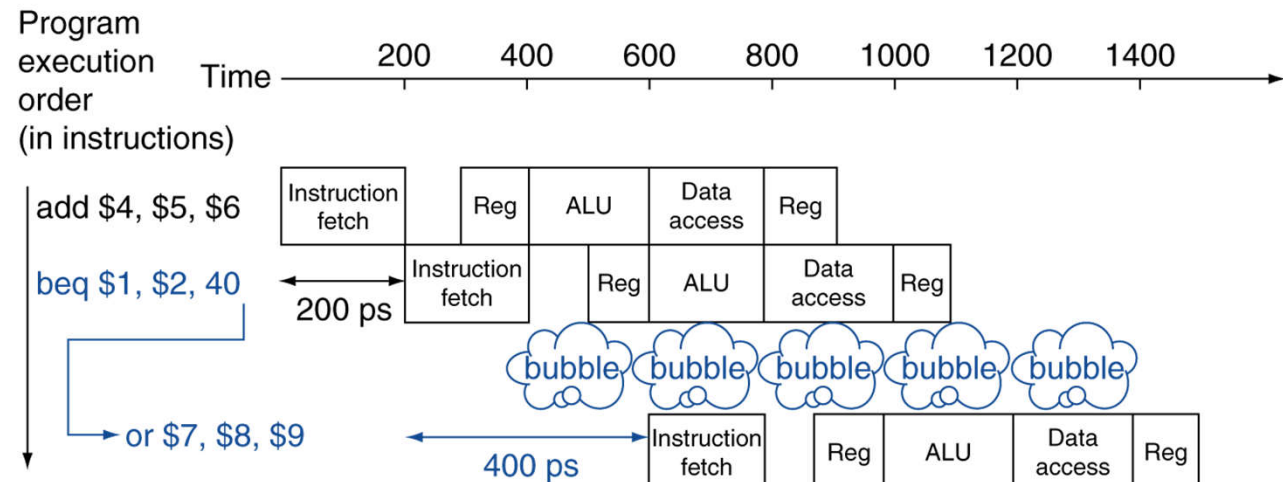 Program
execution
order
(in instructions)
Time
200 400 600 800 1000 1200 1400
add $4, $5, $6
Instruction
fetch
Reg
ALU
Data
access
Reg
beq $1, $2, 40
200 ps
Instruction
fetch
Reg
ALU
Data
access
Reg
bubble bubble bubble bubble bubble
or $7, $8, $9
400 ps
Instruction
fetch
Reg
ALU
Data
access
Reg